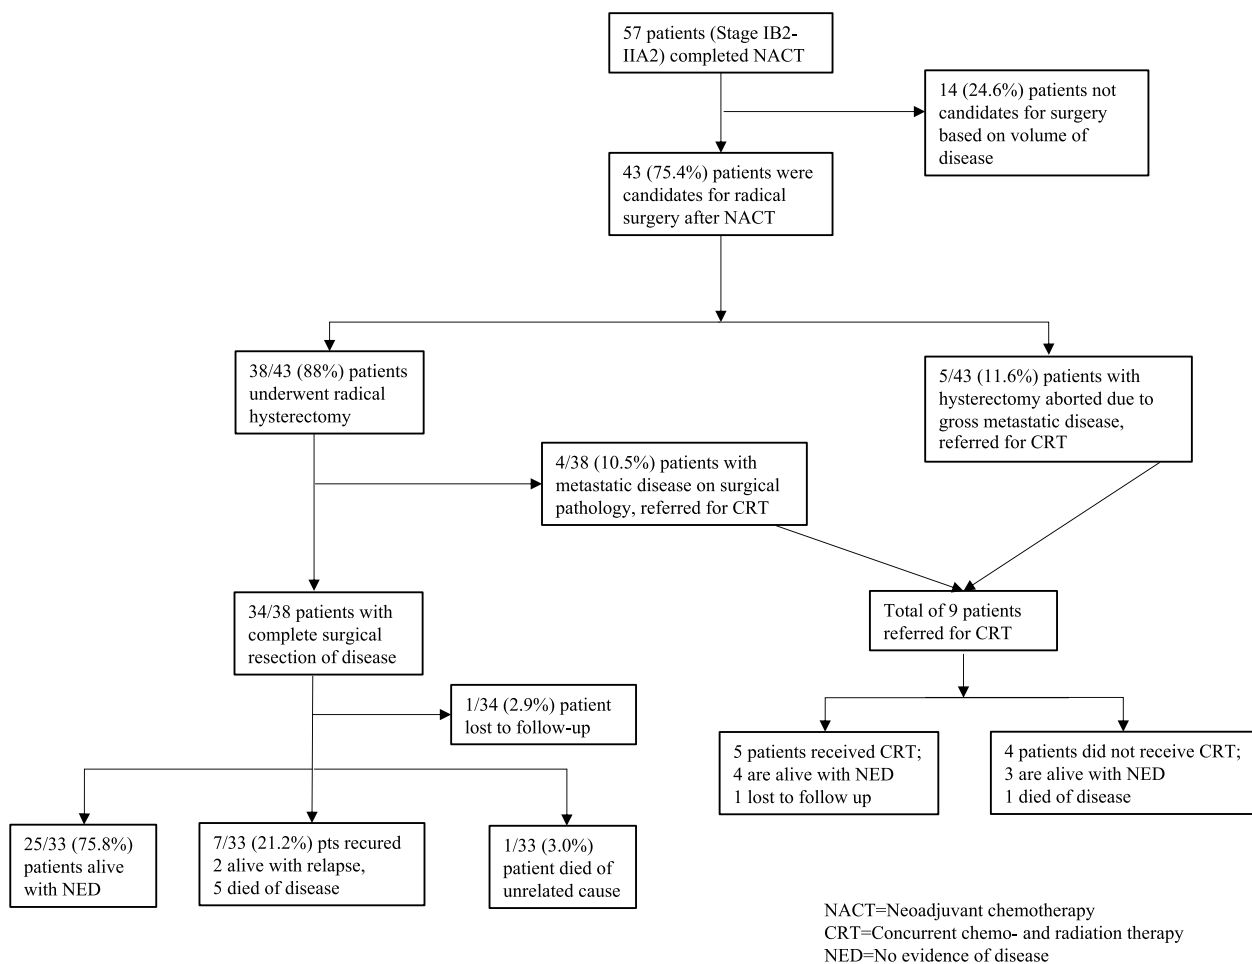 57 patients (Stage IB2-
IIA2) completed NACT
14 (24.6%) patients not
candidates for surgery
based on volume of
disease
43 (75.4%) patients were
candidates for radical
surgery after NACT
38/43 (88%) patients
underwent radical
hysterectomy
5/43 (11.6%) patients with
hysterectomy aborted due to
gross metastatic disease,
referred for CRT
4/38 (10.5%) patients with
metastatic disease on surgical
pathology, referred for CRT
34/38 patients with
complete surgical
resection of disease
Total of 9 patients
referred for CRT
1/34 (2.9%) patient
lost to follow-up
5 patients received CRT;
4 are alive with NED
1 lost to follow up
4 patients did not receive CRT;
3 are alive with NED
1 died of disease
25/33 (75.8%)
patients alive
with NED
7/33 (21.2%) pts recured
2 alive with relapse,
5 died of disease
1/33 (3.0%)
patient died of
unrelated cause
NACT=Neoadjuvant chemotherapy
CRT=Concurrent chemo- and radiation therapy
NED=No evidence of disease